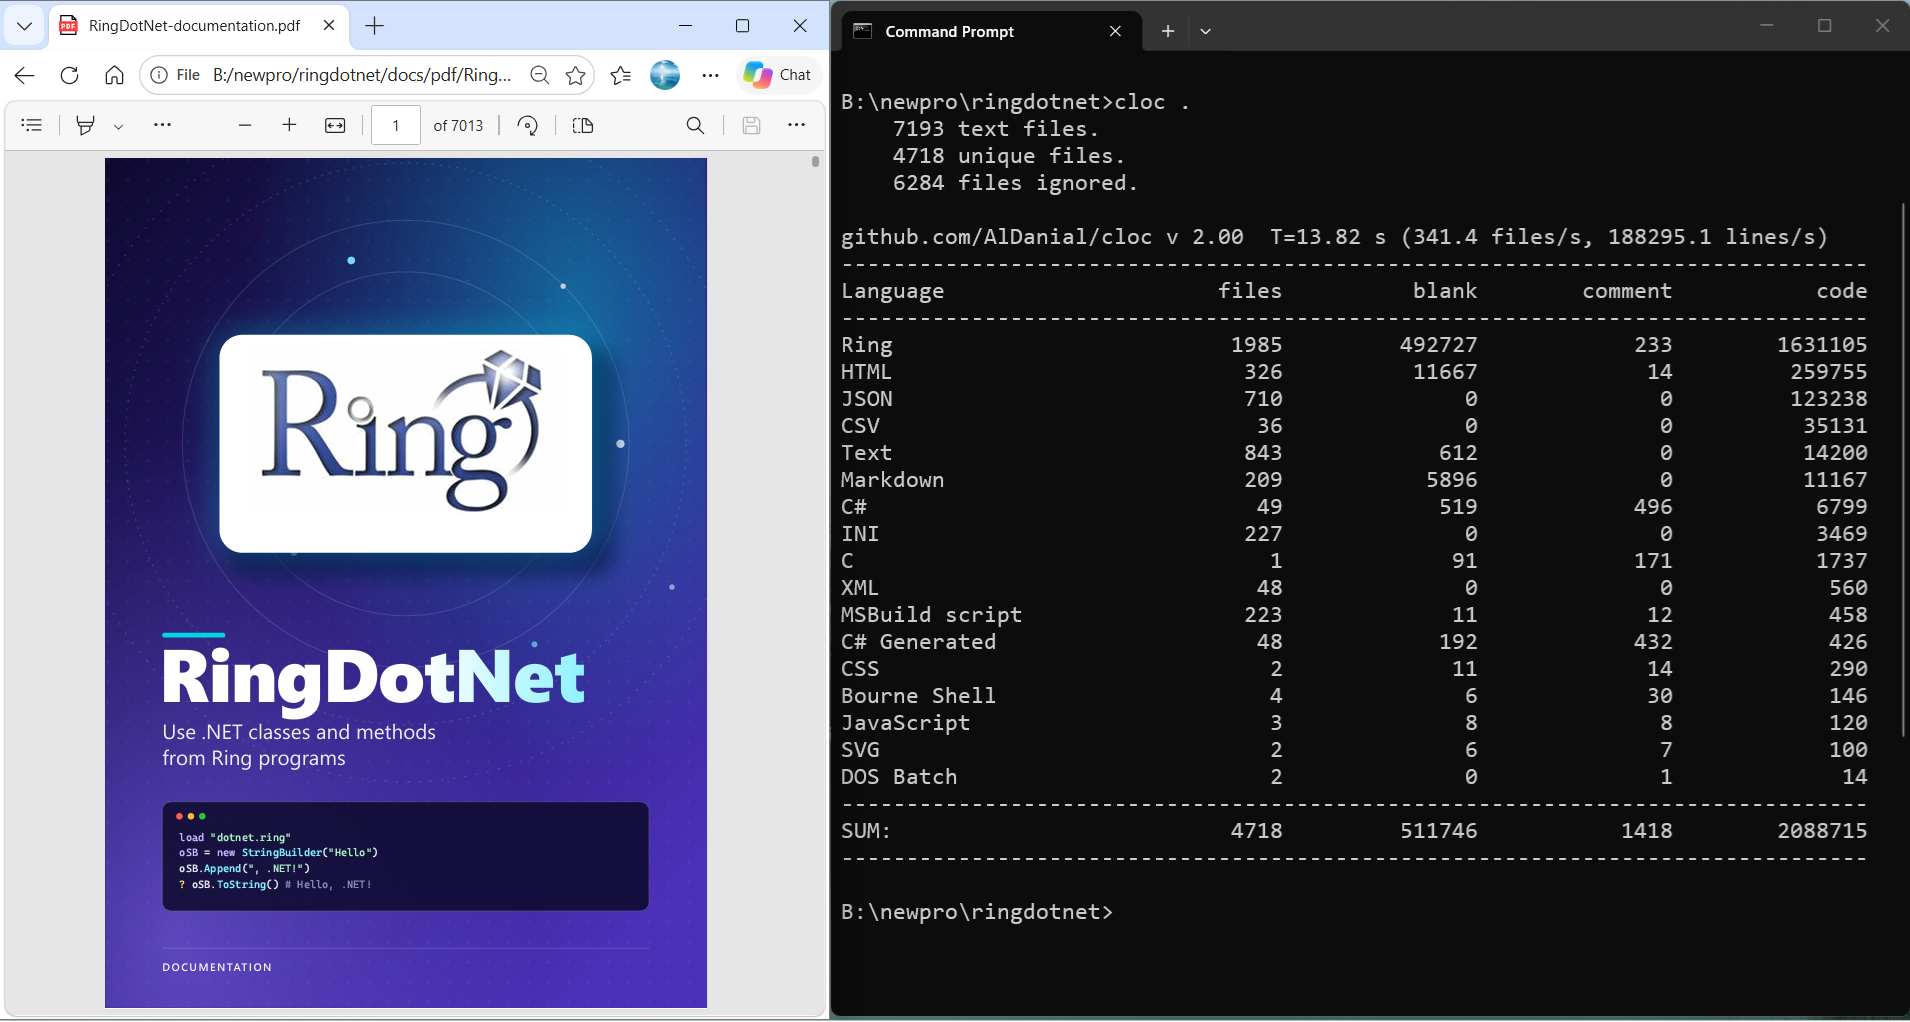 RingDotNet-documentation.pdf
File B:/newpro/ringdotnet/docs/pdf/Ring...
Chat
1 of 7013
Ring
RingDotNet
Use .NET classes and methods
from Ring programs
load "dotnet.ring"
oSB = new StringBuilder("Hello")
oSB.Append(", .NET!")
? oSB.ToString() # Hello, .NET!
DOCUMENTATION
Command Prompt
B:\newpro\ringdotnet>cloc .
7193 text files.
4718 unique files.
6284 files ignored.
github.com/AlDanial/cloc v 2.00  T=13.82 s (341.4 files/s, 188295.1 lines/s)
-------------------------------------------------------------------------------
Language files blank comment code
-------------------------------------------------------------------------------
Ring 1985 492727 233 1631105
HTML 326 11667 14 259755
JSON 710 0 0 123238
CSV 36 0 0 35131
Text 843 612 0 14200
Markdown 209 5896 0 11167
C# 49 519 496 6799
INI 227 0 0 3469
C 1 91 171 1737
XML 48 0 0 560
MSBuild script 223 11 12 458
C# Generated 48 192 432 426
CSS 2 11 14 290
Bourne Shell 4 6 30 146
JavaScript 3 8 8 120
SVG 2 6 7 100
DOS Batch 2 0 1 14
-------------------------------------------------------------------------------
SUM: 4718 511746 1418 2088715
-------------------------------------------------------------------------------
B:\newpro\ringdotnet>